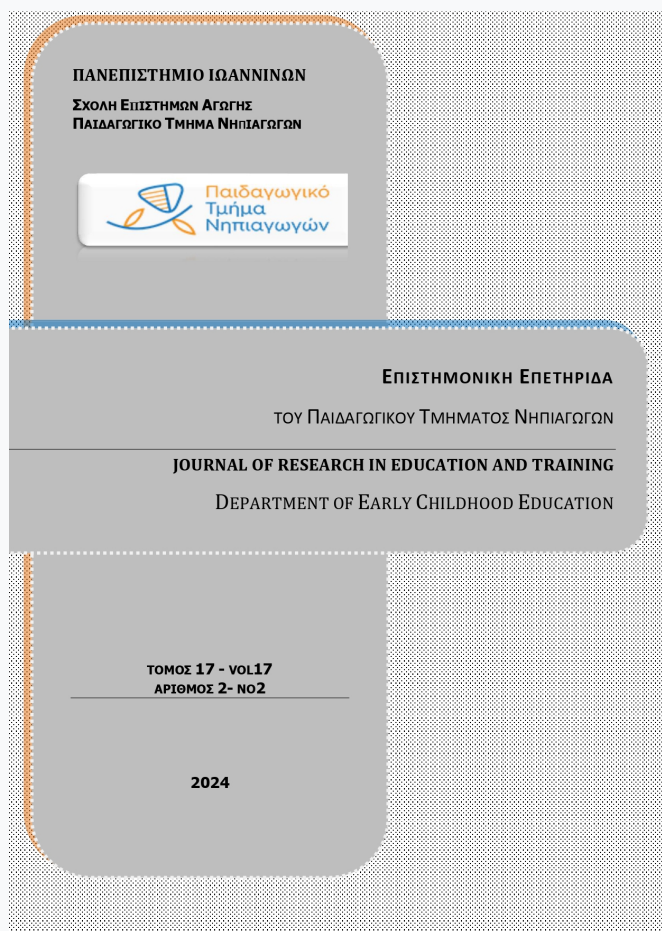 ΠΑΝΕΠΙΣΤΗΜΙΟ ΙΩΑΝΝΙΝΩΝ
ΣΧΟΛΗ ΕΠΙΣΤΗΜΩΝ ΑΓΩΓΗΣ
ΠΑΙΔΑΓΩΓΙΚΟ ΤΜΗΜΑ ΝΗΠΙΑΓΩΓΩΝ
Παιδαγωγικό
Τμήμα
Νηπιαγωγών
ΕΠΙΣΤΗΜΟΝΙΚΗ ΕΠΕΤΗΡΙΔΑ
ΤΟΥ ΠΑΙΔΑΓΩΓΙΚΟΥ ΤΜΗΜΑΤΟΣ ΝΗΠΙΑΓΩΓΩΝ
JOURNAL OF RESEARCH IN EDUCATION AND TRAINING
DEPARTMENT OF EARLY CHILDHOOD EDUCATION
ΤΟΜΟΣ 17 - VOL17
ΑΡΙΘΜΟΣ 2- NO2
2024